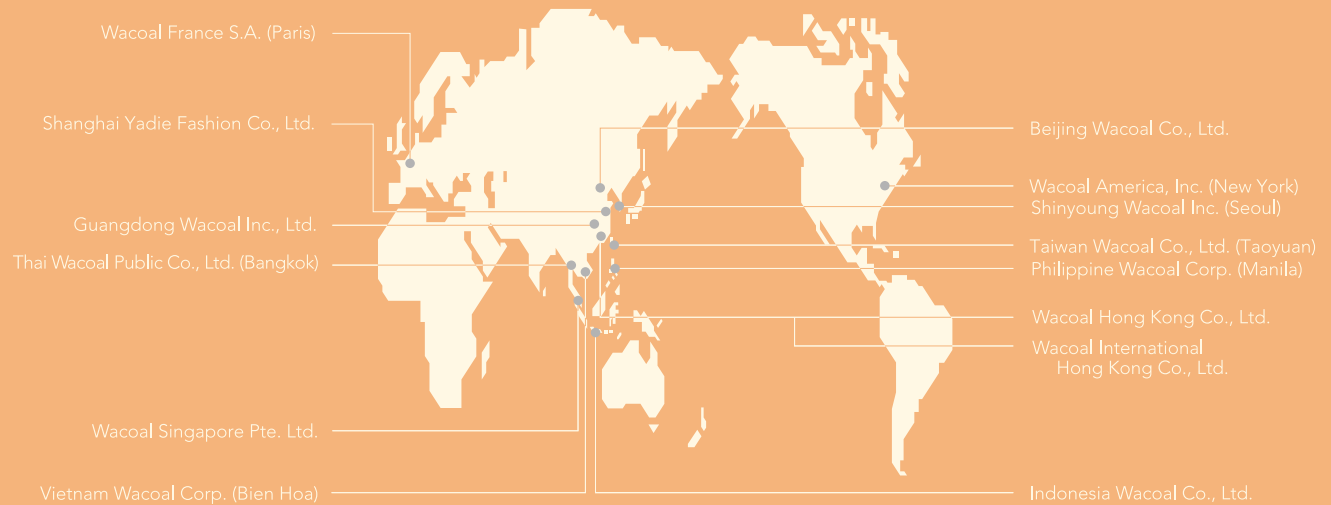 Wacoal France S.A. (Paris)
Shanghai Yadie Fashion Co., Ltd.
Guangdong Wacoal Inc., Ltd.
Thai Wacoal Public Co., Ltd. (Bangkok)
Wacoal Singapore Pte. Ltd.
Vietnam Wacoal Corp. (Bien Hoa)
Beijing Wacoal Co., Ltd.
Wacoal America, Inc. (New York)
Shinyoung Wacoal Inc. (Seoul)
Taiwan Wacoal Co., Ltd. (Taoyuan)
Philippine Wacoal Corp. (Manila)
Wacoal Hong Kong Co., Ltd.
Wacoal International
Hong Kong Co., Ltd.
Indonesia Wacoal Co., Ltd.